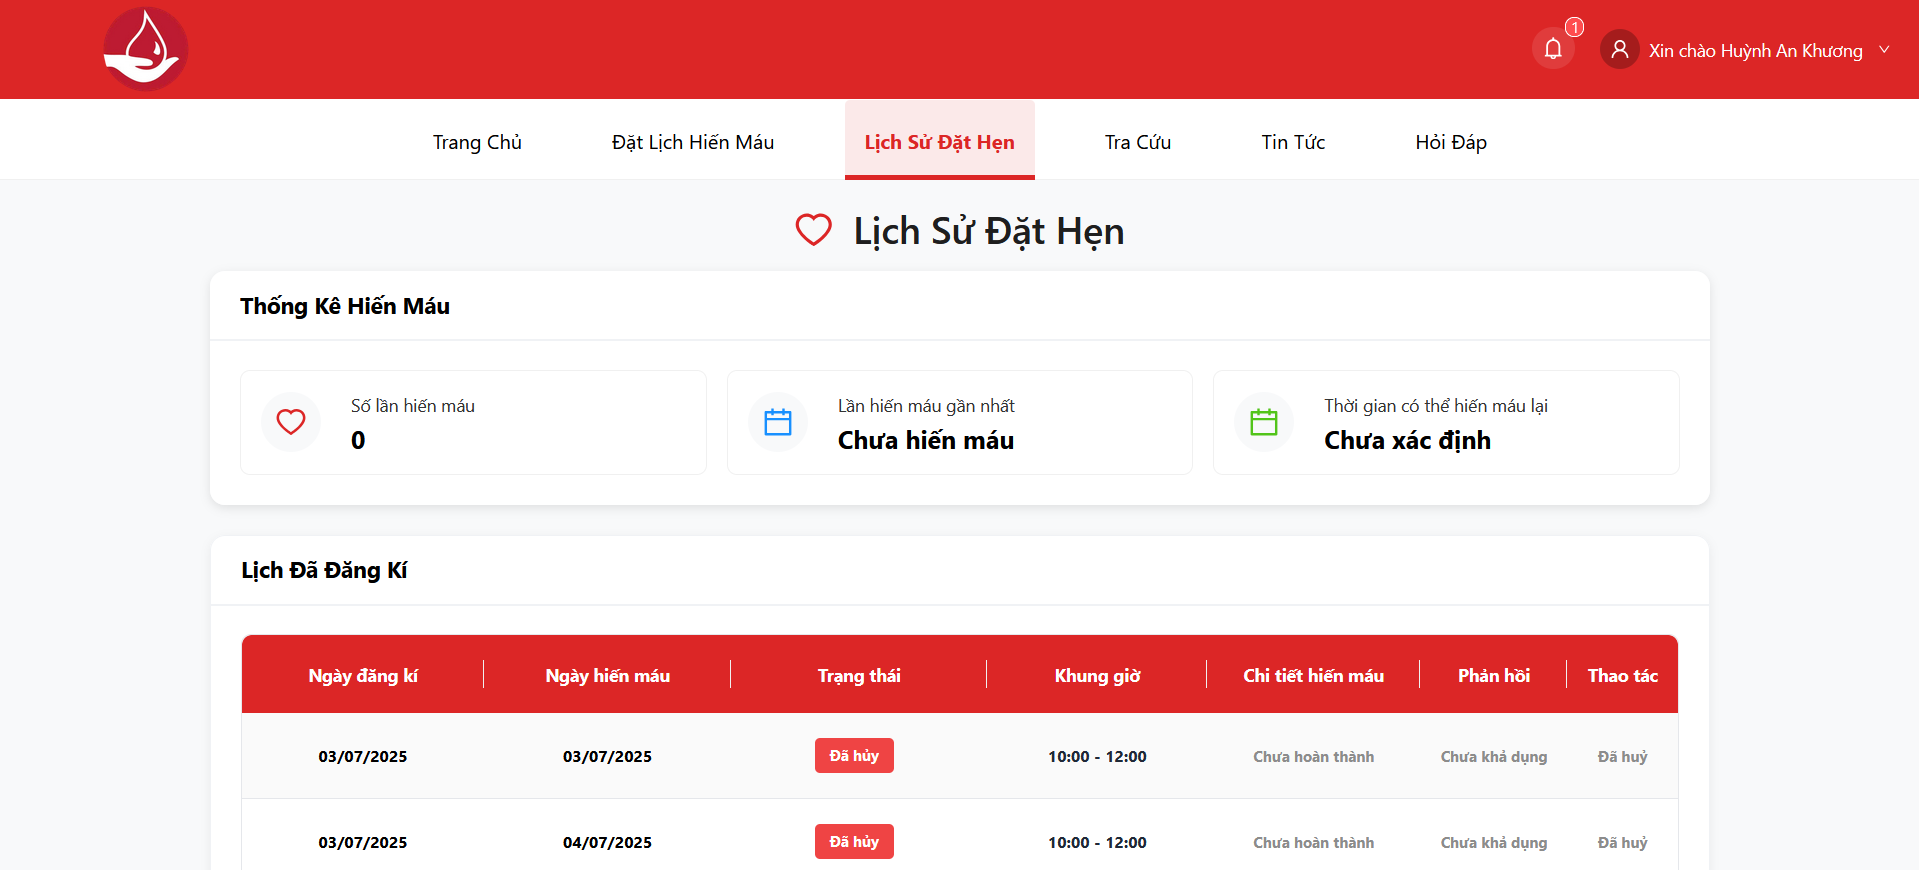 1
Xin chào Huỳnh An Khương
Trang Chủ Đặt Lịch Hiến Máu Lịch Sử Đặt Hẹn Tra Cứu Tin Tức Hỏi Đáp
Lịch Sử Đặt Hẹn
Thống Kê Hiến Máu
Số lần hiến máu
0
Lần hiến máu gần nhất
Chưa hiến máu
Thời gian có thể hiến máu lại
Chưa xác định
Lịch Đã Đăng Kí
Ngày đăng kí Ngày hiến máu Trạng thái Khung giờ Chi tiết hiến máu Phản hồi Thao tác
03/07/2025 03/07/2025 Đã hủy 10:00 - 12:00 Chưa hoàn thành Chưa khả dụng Đã huỷ
03/07/2025 04/07/2025 Đã hủy 10:00 - 12:00 Chưa hoàn thành Chưa khả dụng Đã huỷ